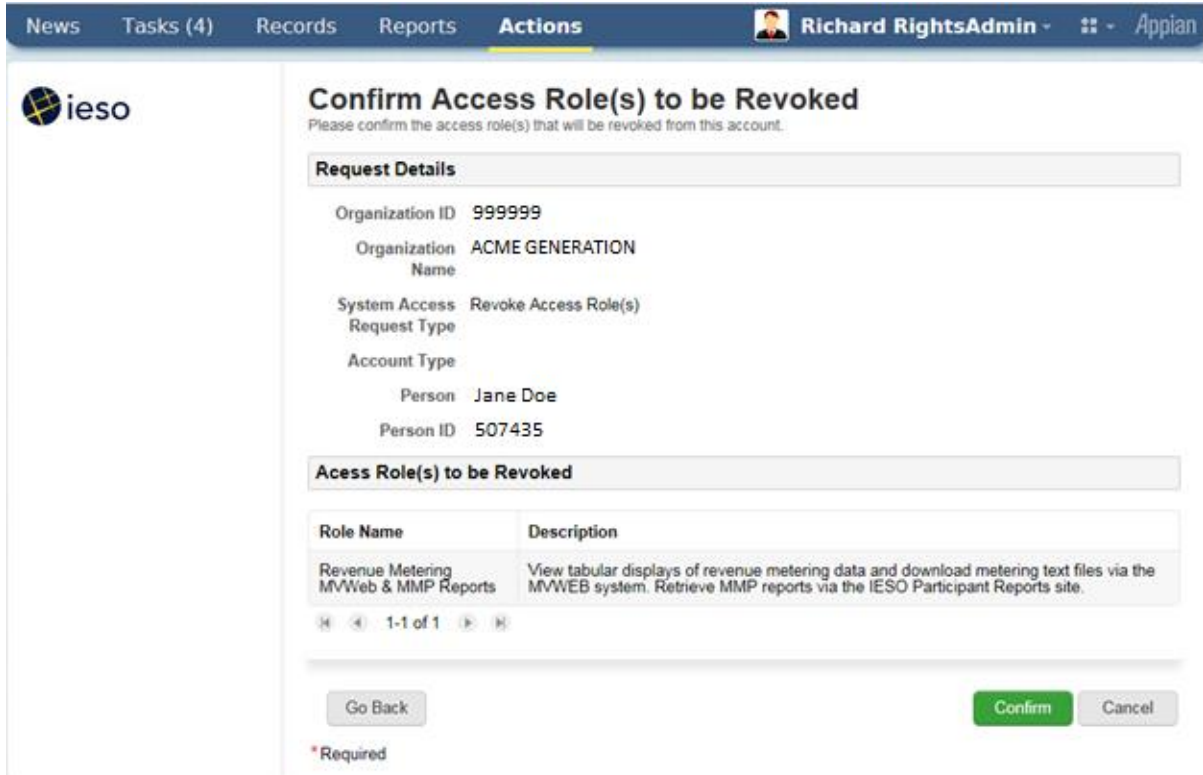 News Tasks (4) Records Reports Actions Richard RightsAdmin Appian
ieso
Confirm Access Role(s) to be Revoked
Please confirm the access role(s) that will be revoked from this account.
Request Details
Organization ID 999999
Organization ACME GENERATION
Name
System Access Revoke Access Role(s)
Request Type
Account Type
Person Jane Doe
Person ID 507435
Acess Role(s) to be Revoked
Role Name Description
Revenue Metering View tabular displays of revenue metering data and download metering text files via the
MVWeb & MMP Reports MVWEB system. Retrieve MMP reports via the IESO Participant Reports site.
1-1 of 1
Go Back Confirm Cancel
*Required